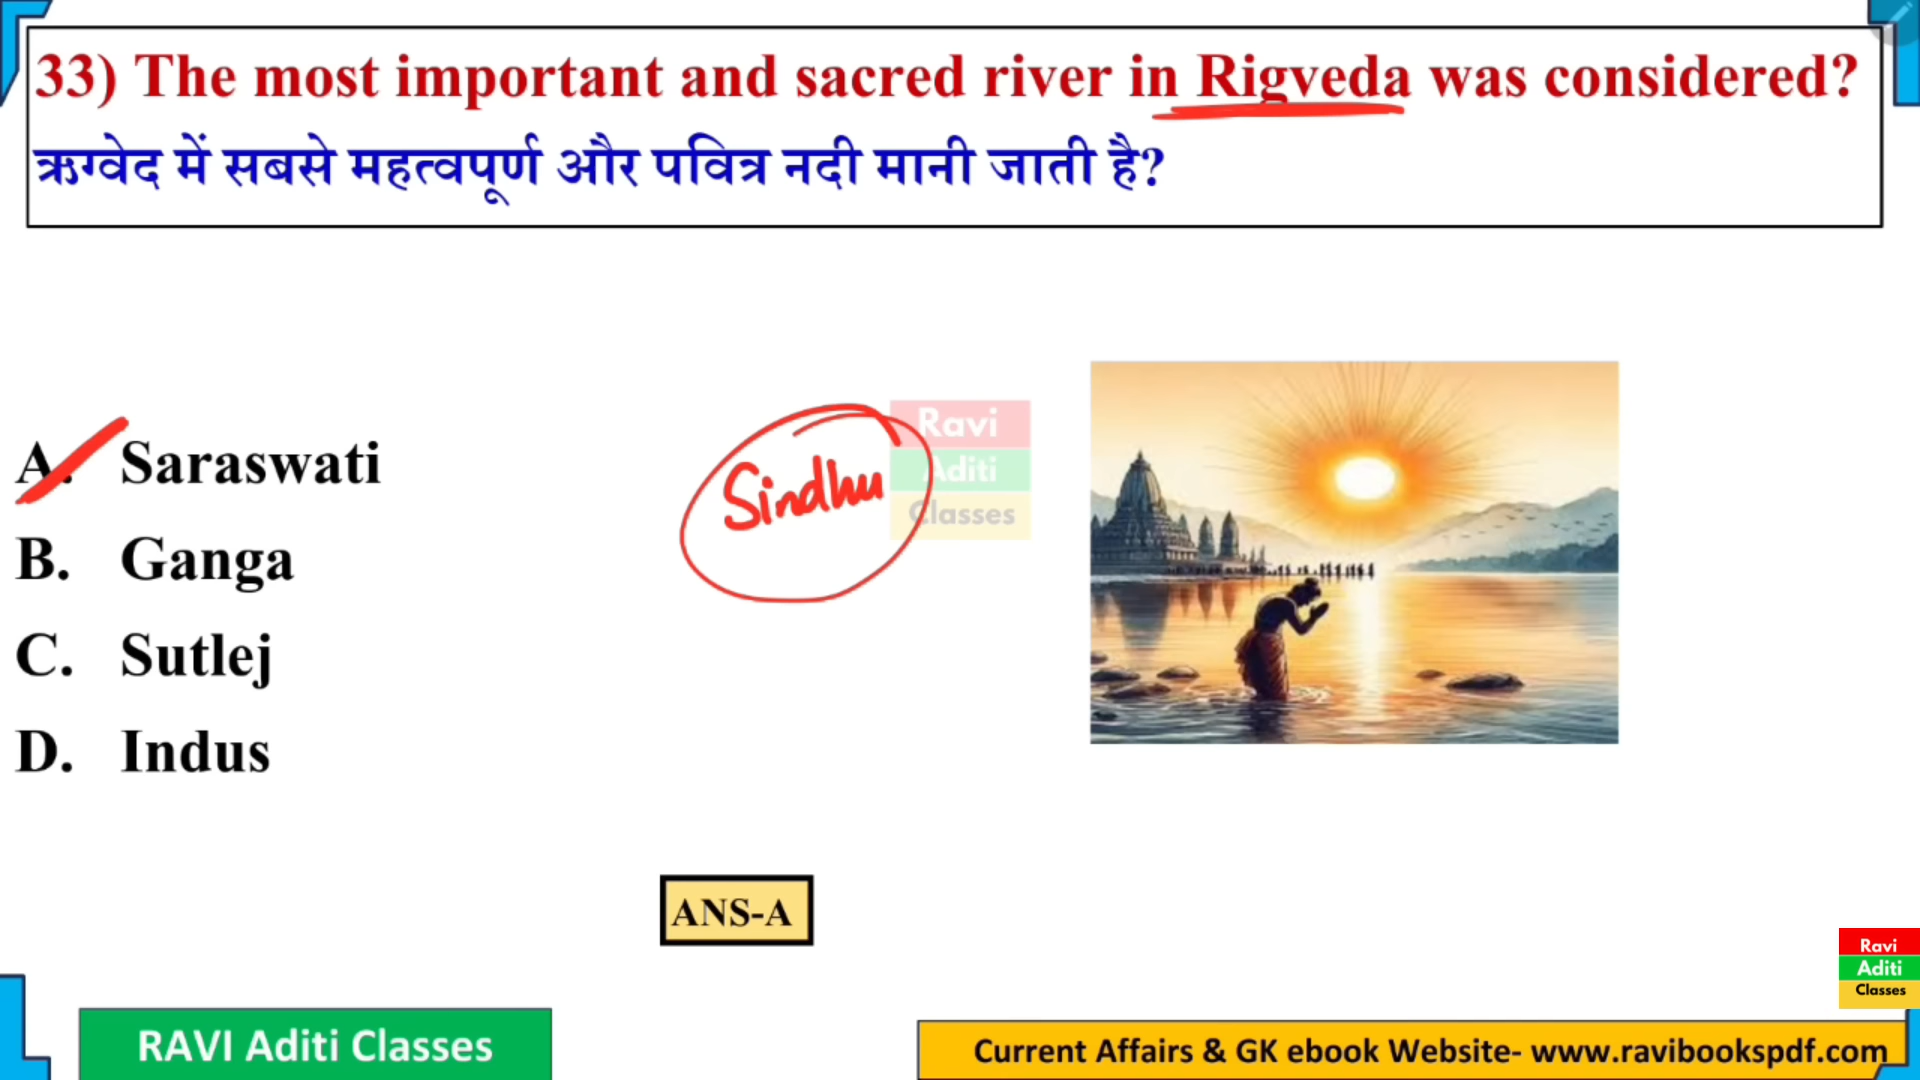 33) The most important and sacred river in Rigveda was considered?
ऋग्वेद में सबसे महत्वपूर्ण और पवित्र नदी मानी जाती है?
A. Saraswati
B. Ganga
C. Sutlej
D. Indus
Sindhu
Ravi
Aditi
Classes
ANS-A
Ravi
Aditi
Classes
RAVI Aditi Classes
Current Affairs & GK ebook Website- www.ravibookspdf.com